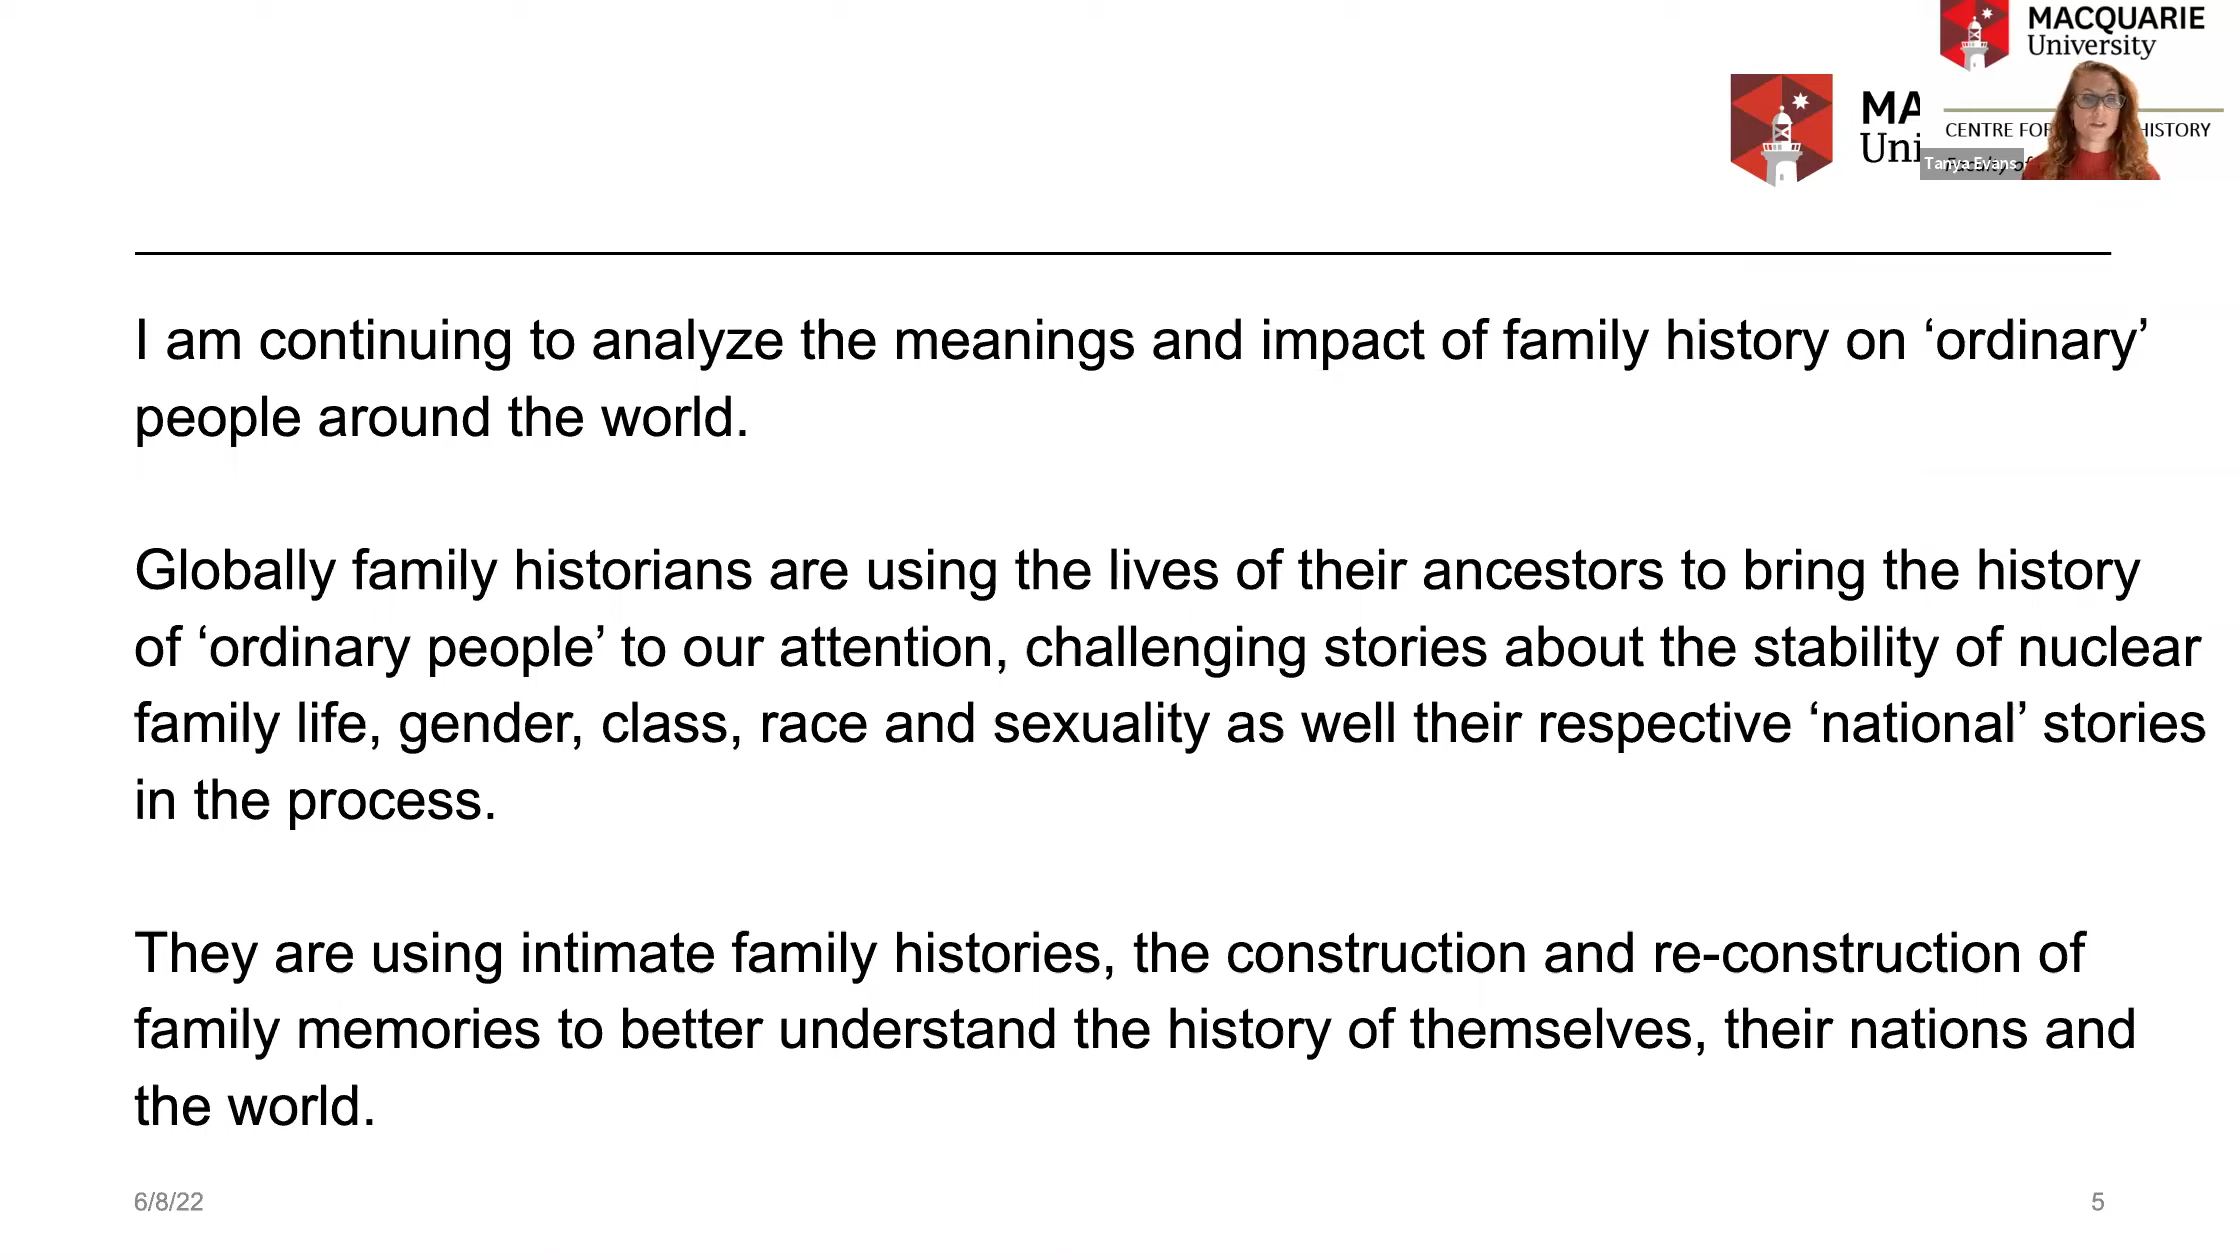 MACQUARIE
University
MA
Uni
CENTRE FOR HISTORY
Tanya Evans
Faculty of
I am continuing to analyze the meanings and impact of family history on ‘ordinary’
people around the world.
Globally family historians are using the lives of their ancestors to bring the history
of ‘ordinary people’ to our attention, challenging stories about the stability of nuclear
family life, gender, class, race and sexuality as well their respective ‘national’ stories
in the process.
They are using intimate family histories, the construction and re-construction of
family memories to better understand the history of themselves, their nations and
the world.
6/8/22
5